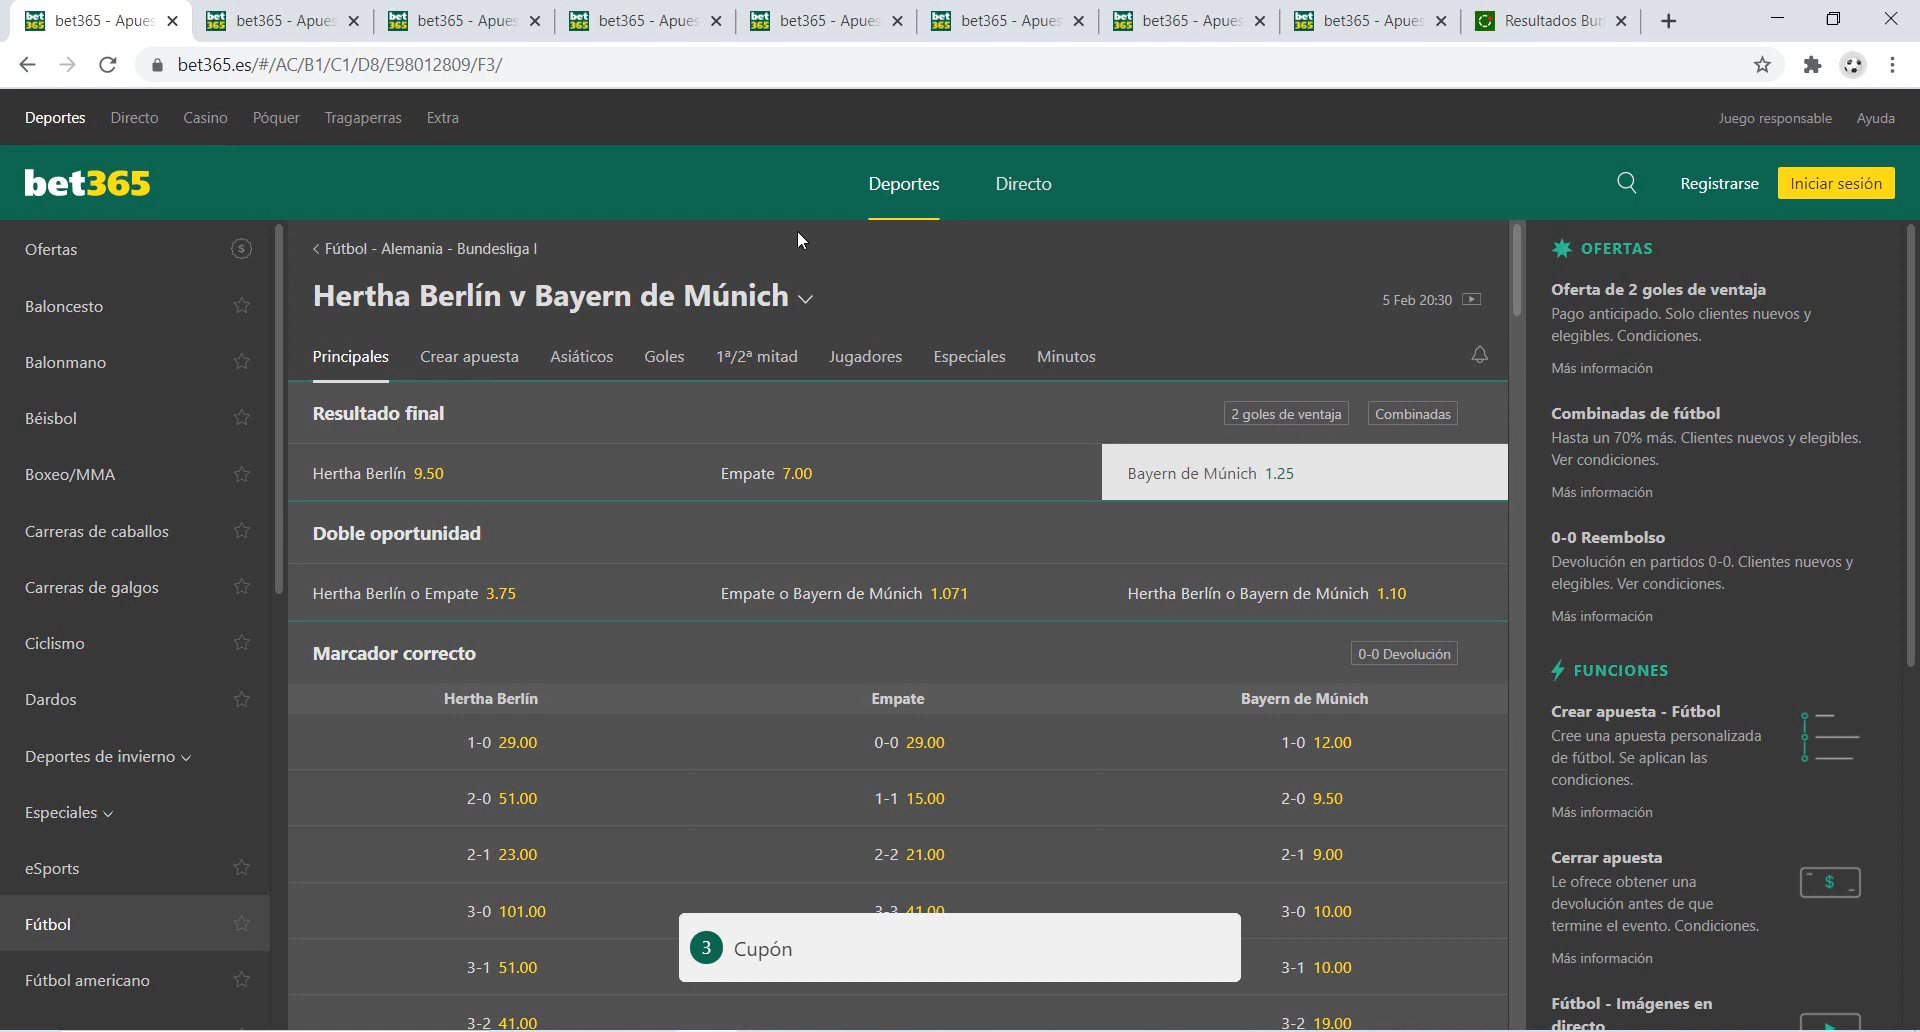 bet365 - Apues
bet365 - Apues
bet365 - Apues
bet365 - Apues
bet365 - Apues
bet365 - Apues
bet365 - Apues
bet365 - Apues
Resultados Bun
bet365.es/#/AC/B1/C1/D8/E98012809/F3/
Deportes Directo Casino Póquer Tragaperras Extra
Juego responsable Ayuda
bet365
Deportes Directo
Registrarse Iniciar sesión
Ofertas
Baloncesto
Balonmano
Béisbol
Boxeo/MMA
Carreras de caballos
Carreras de galgos
Ciclismo
Dardos
Deportes de invierno
Especiales
eSports
Fútbol
Fútbol americano
< Fútbol - Alemania - Bundesliga I
Hertha Berlín v Bayern de Múnich
5 Feb 20:30
Principales Crear apuesta Asiáticos Goles 1ª/2ª mitad Jugadores Especiales Minutos
Resultado final 2 goles de ventaja Combinadas
Hertha Berlín 9.50 Empate 7.00 Bayern de Múnich 1.25
Doble oportunidad
Hertha Berlín o Empate 3.75 Empate o Bayern de Múnich 1.071 Hertha Berlín o Bayern de Múnich 1.10
Marcador correcto 0-0 Devolución
Hertha Berlín Empate Bayern de Múnich
1-0 29.00 0-0 29.00 1-0 12.00
2-0 51.00 1-1 15.00 2-0 9.50
2-1 23.00 2-2 21.00 2-1 9.00
3-0 101.00 3-3 41.00 3-0 10.00
3-1 51.00 3-1 10.00
3-2 41.00 3-2 19.00
3 Cupón
OFERTAS
Oferta de 2 goles de ventaja
Pago anticipado. Solo clientes nuevos y
elegibles. Condiciones.
Más información
Combinadas de fútbol
Hasta un 70% más. Clientes nuevos y elegibles.
Ver condiciones.
Más información
0-0 Reembolso
Devolución en partidos 0-0. Clientes nuevos y
elegibles. Ver condiciones.
Más información
FUNCIONES
Crear apuesta - Fútbol
Cree una apuesta personalizada
de fútbol. Se aplican las
condiciones.
Más información
Cerrar apuesta
Le ofrece obtener una
devolución antes de que
termine el evento. Condiciones.
Más información
Fútbol - Imágenes en
directo